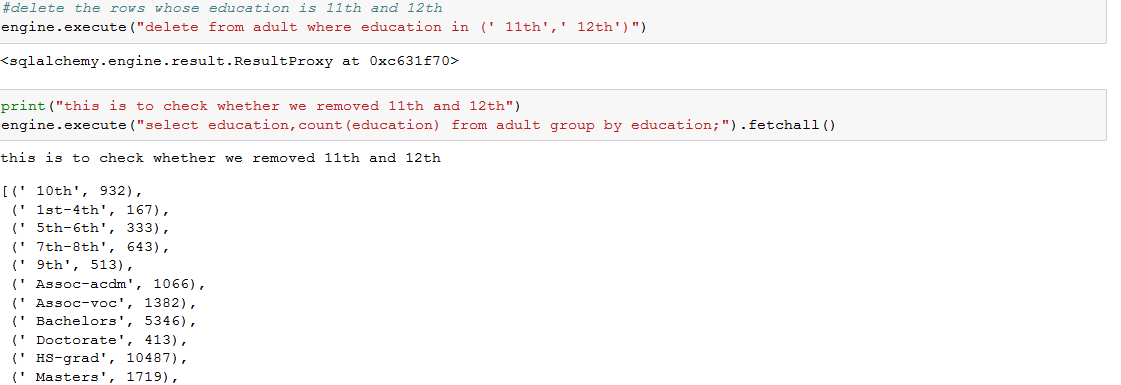 #delete the rows whose education is 11th and 12th
engine.execute("delete from adult where education in (' 11th',' 12th')")
<sqlalchemy.engine.result.ResultProxy at 0xc631f70>
print("this is to check whether we removed 11th and 12th")
engine.execute("select education,count(education) from adult group by education;").fetchall()
this is to check whether we removed 11th and 12th
[(' 10th', 932),
 (' 1st-4th', 167),
 (' 5th-6th', 333),
 (' 7th-8th', 643),
 (' 9th', 513),
 (' Assoc-acdm', 1066),
 (' Assoc-voc', 1382),
 (' Bachelors', 5346),
 (' Doctorate', 413),
 (' HS-grad', 10487),
 (' Masters', 1719),